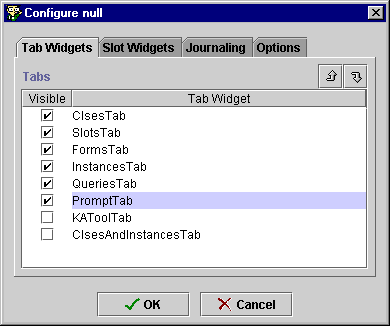 Configure null
Tab Widgets Slot Widgets Journaling Options
Tabs
Visible Tab Widget
ClsesTab
SlotsTab
FormsTab
InstancesTab
QueriesTab
PromptTab
KAToolTab
ClsesAndInstancesTab
OK Cancel